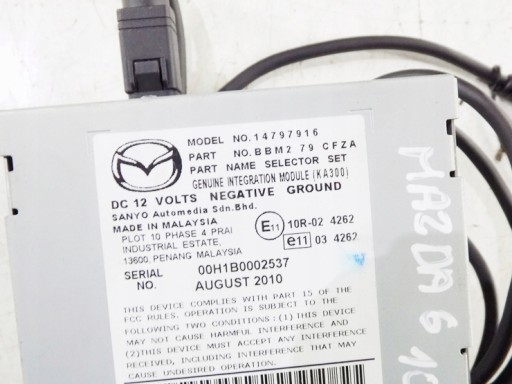 MODEL NO. 14797916
PART NO. BBM2 79 CFZA
PART NAME SELECTOR SET
GENUINE INTEGRATION MODULE (KA300)
DC 12 VOLTS NEGATIVE GROUND
SANYO Automedia Sdn.Bhd.
MADE IN MALAYSIA
PLOT 10 PHASE 4 PRAI
INDUSTRIAL ESTATE,
13600, PENANG MALAYSIA
E11 10R-02 4262
e11 03 4262
SERIAL NO. 00H1B0002537
AUGUST 2010
THIS DEVICE COMPLIES WITH PART 15 OF THE
FCC RULES. OPERATION IS SUBJECT TO THE
FOLLOWING TWO CONDITIONS:(1) THIS DEVICE
MAY NOT CAUSE HARMFUL INTERFERENCE AND
(2) THIS DEVICE MUST ACCEPT ANY INTERFERENCE
RECEIVED, INCLUDING INTERFERENCE THAT MAY
CAUSE UNDESIRED OPERATION.
MAZDA 6